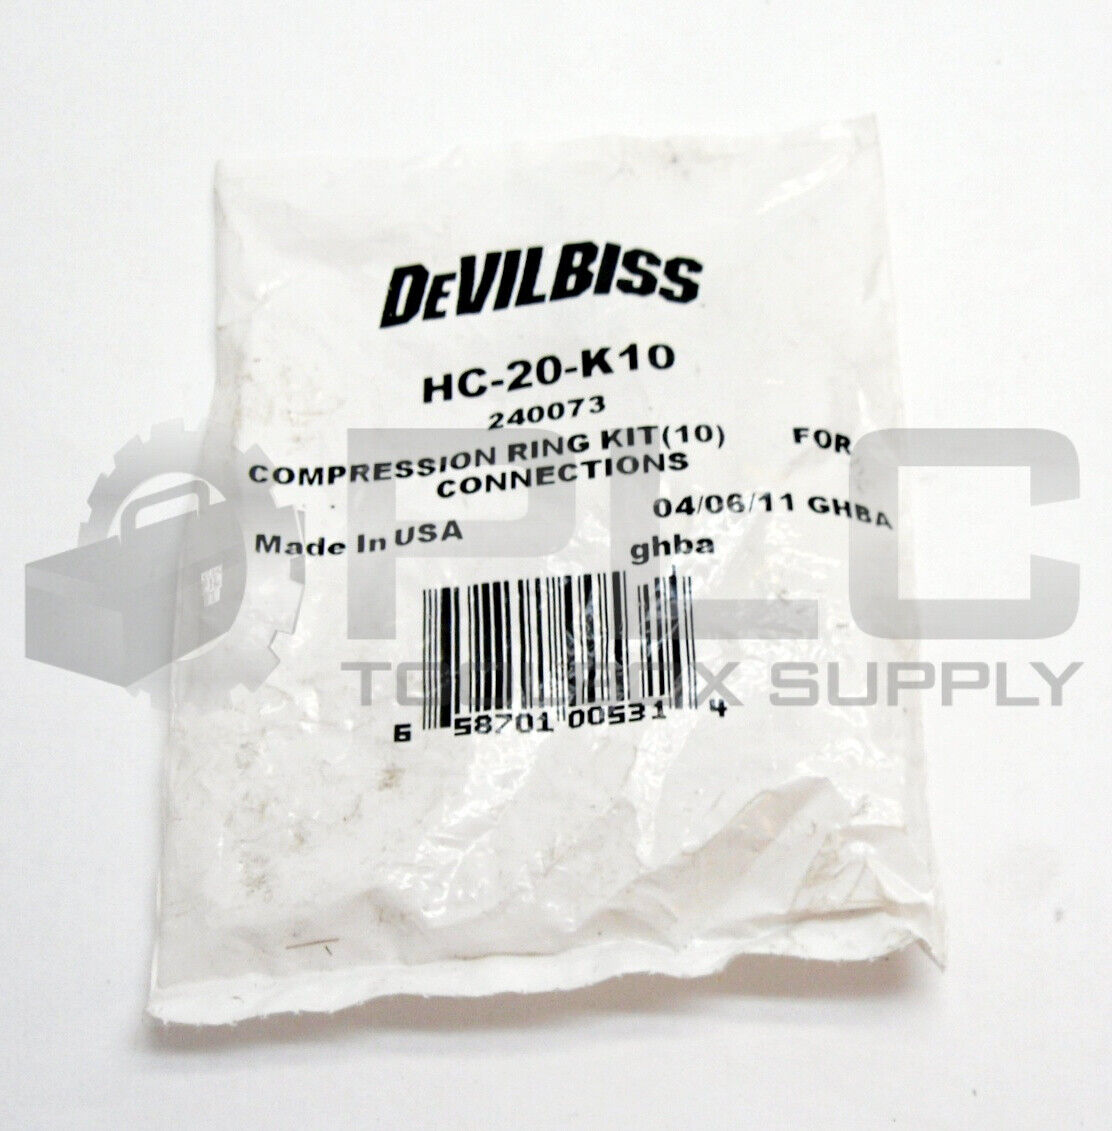 DEVILBISS
HC-20-K10
240073
COMPRESSION RING KIT(10) FOR
CONNECTIONS
04/06/11 GHBA
Made In USA
ghba
6 58701 00531 4
PLC
TOOLBOX SUPPLY